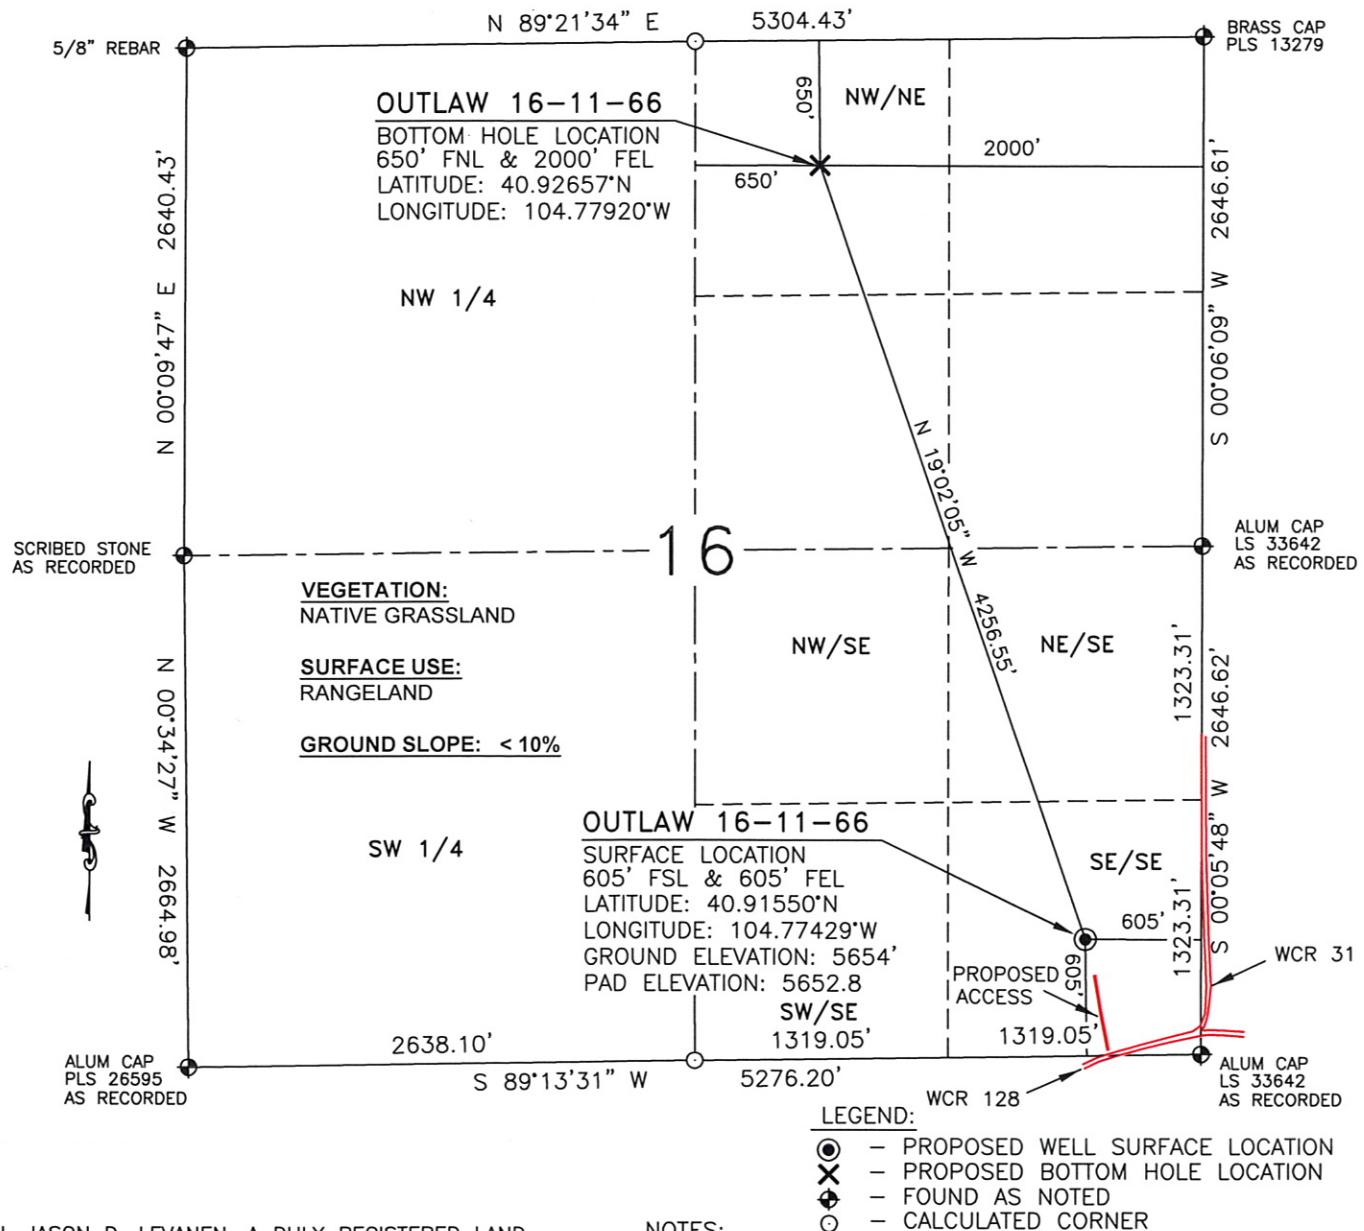 N 89°21'34" E 5304.43'
5/8" REBAR
BRASS CAP
PLS 13279
OUTLAW 16-11-66
BOTTOM HOLE LOCATION
650' FNL & 2000' FEL
LATITUDE: 40.92657°N
LONGITUDE: 104.77920°W
650'
NW/NE
2000'
650'
N 00°09'47" E 2640.43'
S 00°06'09" W 2646.61'
NW 1/4
N 19°02'05" W 4256.55'
SCRIBED STONE
AS RECORDED
16
ALUM CAP
LS 33642
AS RECORDED
VEGETATION:
NATIVE GRASSLAND
SURFACE USE:
RANGELAND
GROUND SLOPE: < 10%
NW/SE
NE/SE
1323.31'
N 00°34'27" W 2664.98'
S 00°05'48" W 2646.62'
SW 1/4
OUTLAW 16-11-66
SURFACE LOCATION
605' FSL & 605' FEL
LATITUDE: 40.91550°N
LONGITUDE: 104.77429°W
GROUND ELEVATION: 5654'
PAD ELEVATION: 5652.8
SE/SE
605'
605'
1323.31'
WCR 31
PROPOSED
ACCESS
SW/SE
2638.10'
1319.05'
1319.05'
ALUM CAP
PLS 26595
AS RECORDED
S 89°13'31" W 5276.20'
WCR 128
ALUM CAP
LS 33642
AS RECORDED
LEGEND:
- PROPOSED WELL SURFACE LOCATION
- PROPOSED BOTTOM HOLE LOCATION
- FOUND AS NOTED
- CALCULATED CORNER
I, JASON D. LEVANEN, A DULY REGISTERED LAND
NOTES: